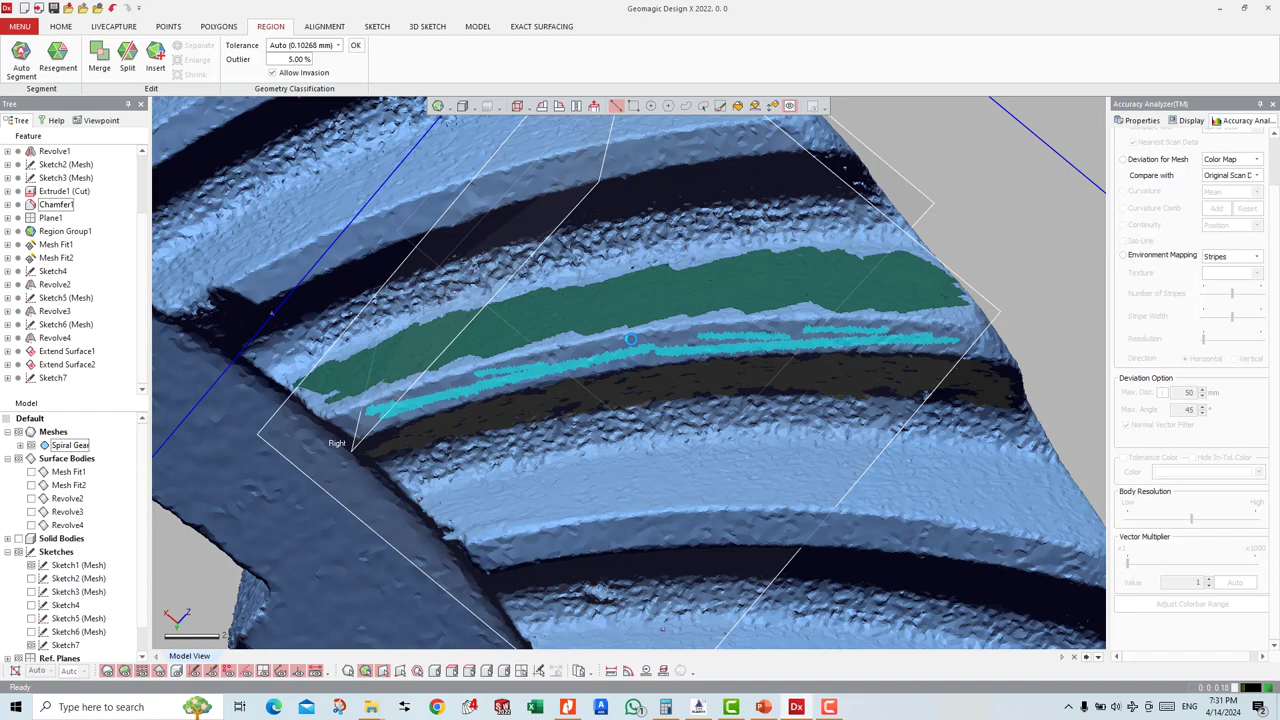 Geomagic Design X 2022. 0. 0
MENU HOME LIVECAPTURE POINTS POLYGONS REGION ALIGNMENT SKETCH 3D SKETCH MODEL EXACT SURFACING
Auto Segment Resegment Merge Split Insert Separate Enlarge Shrink
Tolerance Auto (0.10268 mm) OK
Outlier 5.00 %
Allow Invasion
Segment Edit Geometry Classification
Tree
Tree Help Viewpoint
Feature
Revolve1
Sketch2 (Mesh)
Sketch3 (Mesh)
Extrude1 (Cut)
Chamfer1
Plane1
Region Group1
Mesh Fit1
Mesh Fit2
Sketch4
Revolve2
Sketch5 (Mesh)
Revolve3
Sketch6 (Mesh)
Revolve4
Extend Surface1
Extend Surface2
Sketch7
Model
Default
Meshes
Spiral Gear
Surface Bodies
Mesh Fit1
Mesh Fit2
Revolve2
Revolve3
Revolve4
Solid Bodies
Sketches
Sketch1 (Mesh)
Sketch2 (Mesh)
Sketch3 (Mesh)
Sketch4
Sketch5 (Mesh)
Sketch6 (Mesh)
Sketch7
Ref. Planes
Right
X Z Y
2
Model View
Accuracy Analyzer(TM)
Properties Display Accuracy Anal...
Nearest Scan Data
Deviation for Mesh Color Map
Compare with Original Scan D
Curvature Mean
Curvature Comb Add Reset
Continuity Position
Iso-Line
Environment Mapping Stripes
Texture
Number of Stripes
Stripe Width
Resolution
Direction Horizontal Vertical
Deviation Option
Max. Dist. 50 mm
Max. Angle 45 °
Normal Vector Filter
Tolerance Color Hide In-Tol Color
Color
Body Resolution
Low High
Vector Multiplier
x1 x1000
Value 1 Auto
Adjust Colorbar Range
Auto Autc
Ready
0: 0: 0.18
Type here to search
7:31 PM
4/14/2024